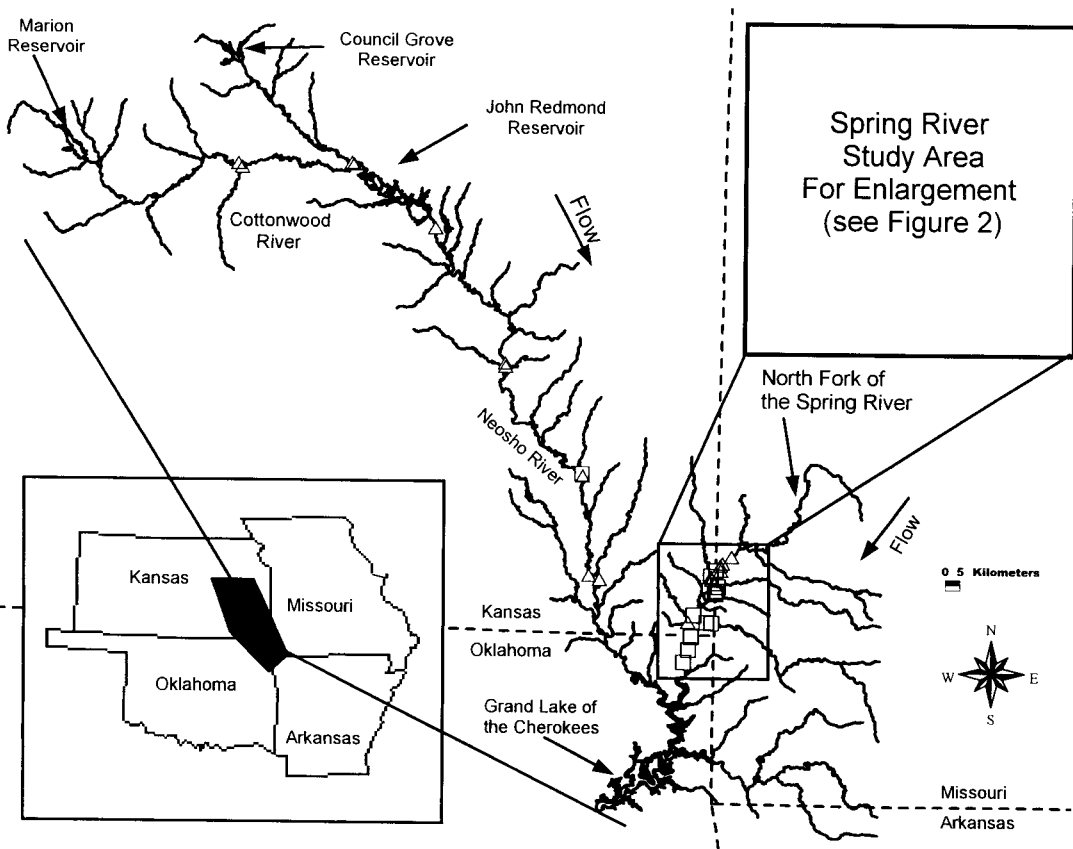 Marion
Reservoir
Council Grove
Reservoir
John Redmond
Reservoir
Spring River
Study Area
For Enlargement
(see Figure 2)
Flow
Cottonwood
River
North Fork of
the Spring River
Neosho River
Flow
0 5 Kilometers
Kansas
Missouri
Oklahoma
Arkansas
Kansas
Oklahoma
N
W E
S
Grand Lake of
the Cherokees
Missouri
Arkansas